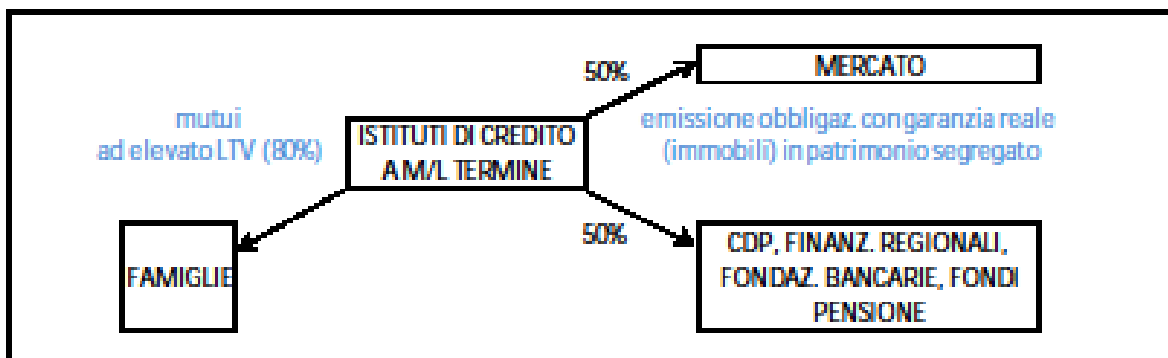 50%
MERCATO
mutui
ad elevato LTV (80%)
ISTITUTI DI CREDITO
A M/L TERMINE
emissione obbligaz. con garanzia reale
(immobili) in patrimonio segregato
50%
FAMIGLIE
CDP, FINANZ. REGIONALI,
FONDAZ. BANCARIE, FONDI
PENSIONE